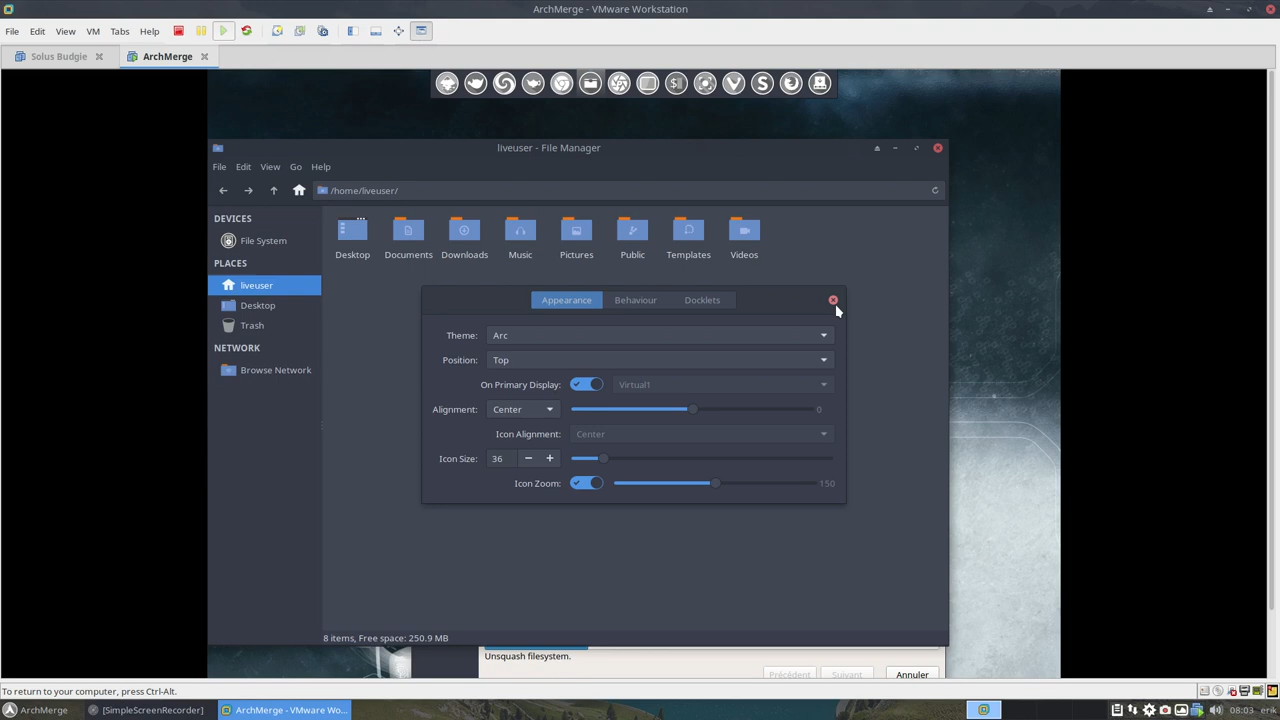 ArchMerge - VMware Workstation
File Edit View VM Tabs Help
Solus Budgie ArchMerge
liveuser - File Manager
File Edit View Go Help
/home/liveuser/
DEVICES
File System
PLACES
liveuser
Desktop
Trash
NETWORK
Browse Network
Desktop Documents Downloads Music Pictures Public Templates Videos
Appearance Behaviour Docklets
Theme: Arc
Position: Top
On Primary Display: Virtual1
Alignment: Center 0
Icon Alignment: Center
Icon Size: 36
Icon Zoom: 150
8 items, Free space: 250.9 MB
Unsquash filesystem.
Précédent Suivant Annuler
To return to your computer, press Ctrl-Alt.
ArchMerge [SimpleScreenRecorder] ArchMerge - VMware Wo... 08:03 erik